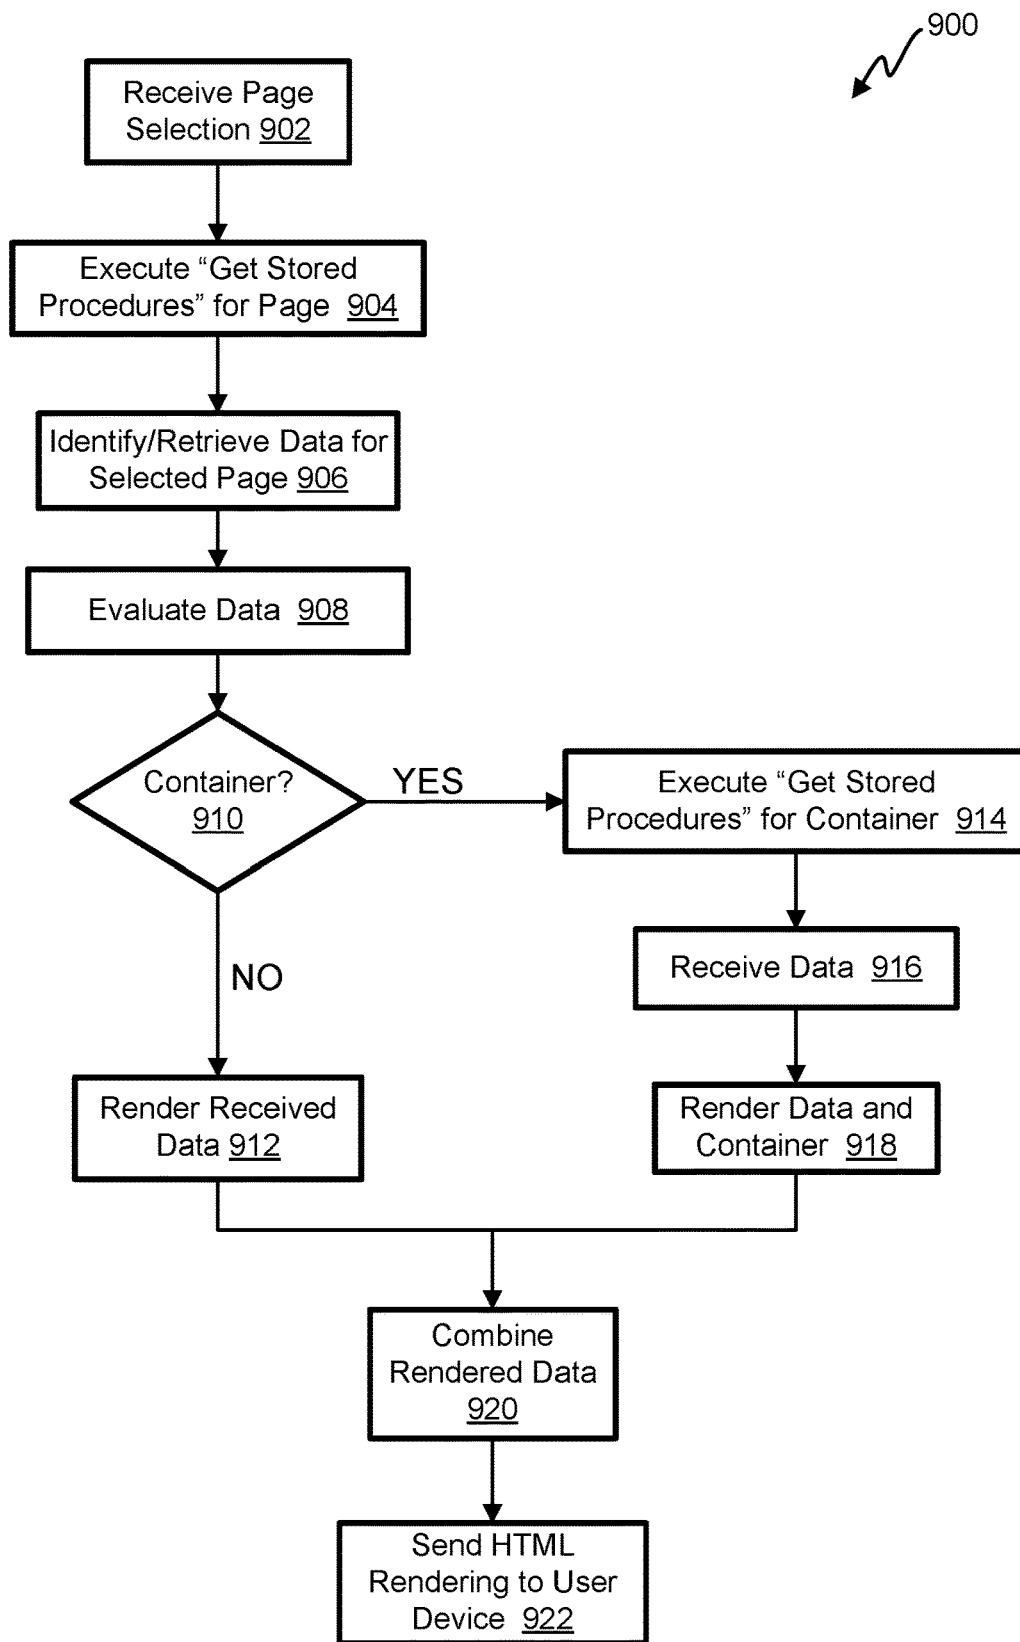 900
Receive Page
Selection 902
Execute “Get Stored
Procedures” for Page 904
Identify/Retrieve Data for
Selected Page 906
Evaluate Data 908
Container?
910
YES
Execute “Get Stored
Procedures” for Container 914
Receive Data 916
NO
Render Received
Data 912
Render Data and
Container 918
Combine
Rendered Data
920
Send HTML
Rendering to User
Device 922